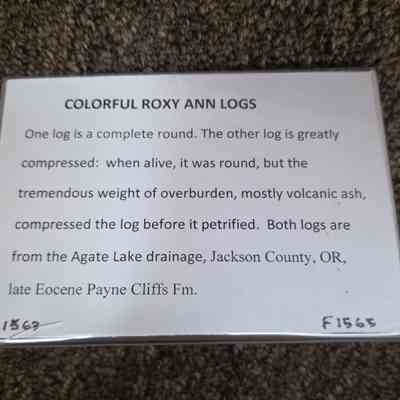 COLORFUL ROXY ANN LOGS
One log is a complete round. The other log is greatly
compressed: when alive, it was round, but the
tremendous weight of overburden, mostly volcanic ash,
compressed the log before it petrified. Both logs are
from the Agate Lake drainage, Jackson County, OR,
late Eocene Payne Cliffs Fm.
F1565